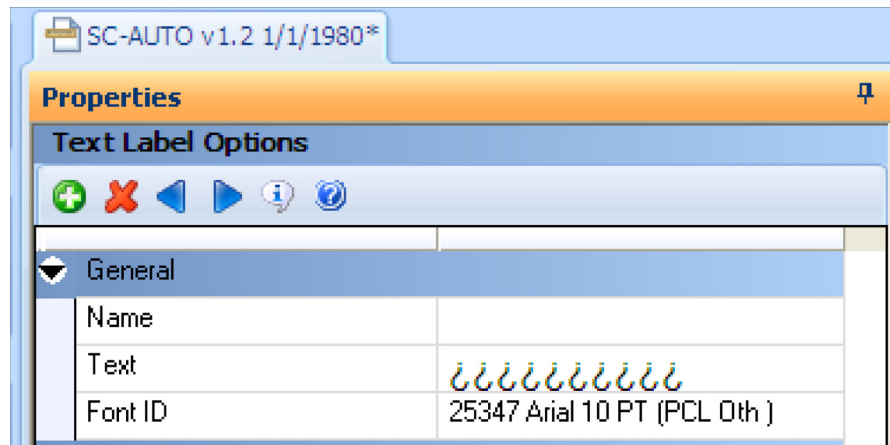 SC-AUTO v1.2 1/1/1980*
Properties
Text Label Options
General
Name
Text ¿¿¿¿¿¿¿¿¿¿
Font ID 25347 Arial 10 PT (PCL Oth )